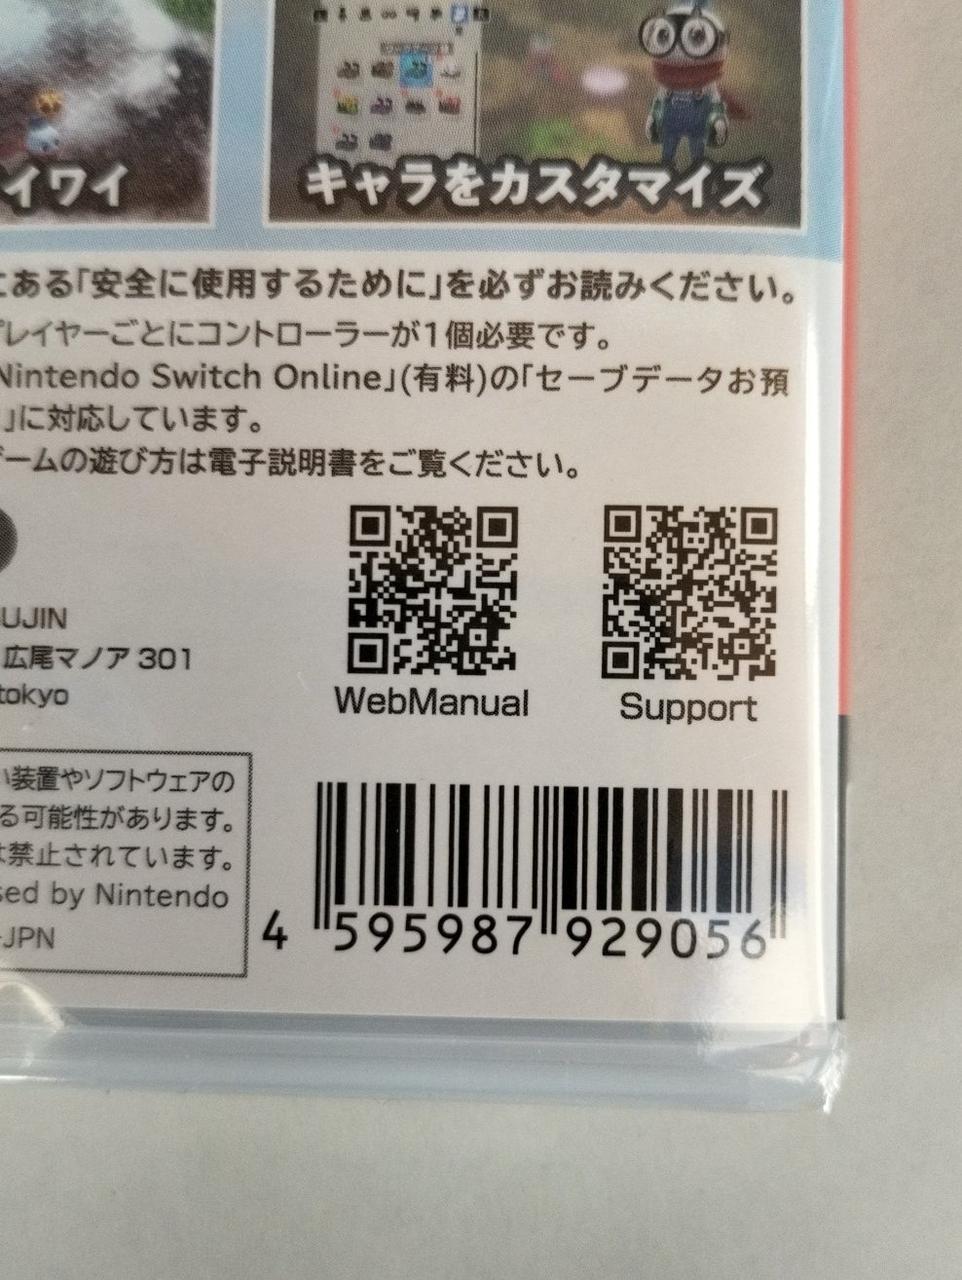 イワイ
キャラをカスタマイズ
ある「安全に使用するために」を必ずお読みください。
プレイヤーごとにコントローラーが1個必要です。
Nintendo Switch Online」(有料)の「セーブデータお預
」に対応しています。
ゲームの遊び方は電子説明書をご覧ください。
UJIN
広尾マノア 301
tokyo
WebManual
Support
装置やソフトウェアの
る可能性があります。
は禁止されています。
sed by Nintendo
-JPN
4 595987 929056